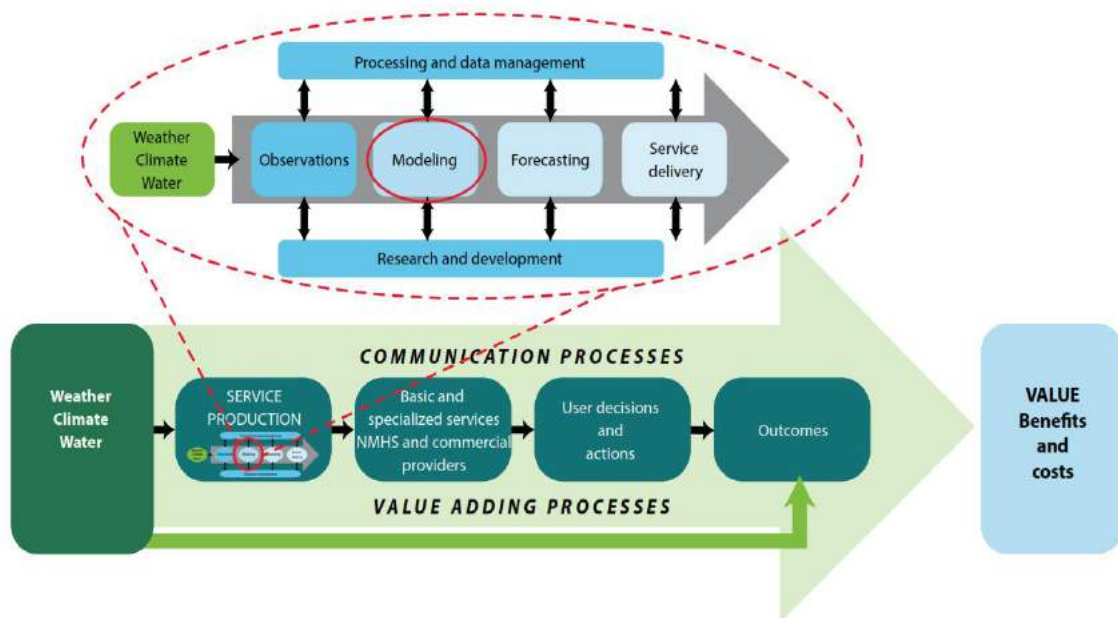 Processing and data management
Weather
Climate
Water
Observations
Modeling
Forecasting
Service
delivery
Research and development
COMMUNICATION PROCESSES
Weather
Climate
Water
SERVICE
PRODUCTION
Basic and
specialized services
NMHS and commercial
providers
User decisions
and
actions
Outcomes
VALUE
Benefits
and
costs
VALUE ADDING PROCESSES